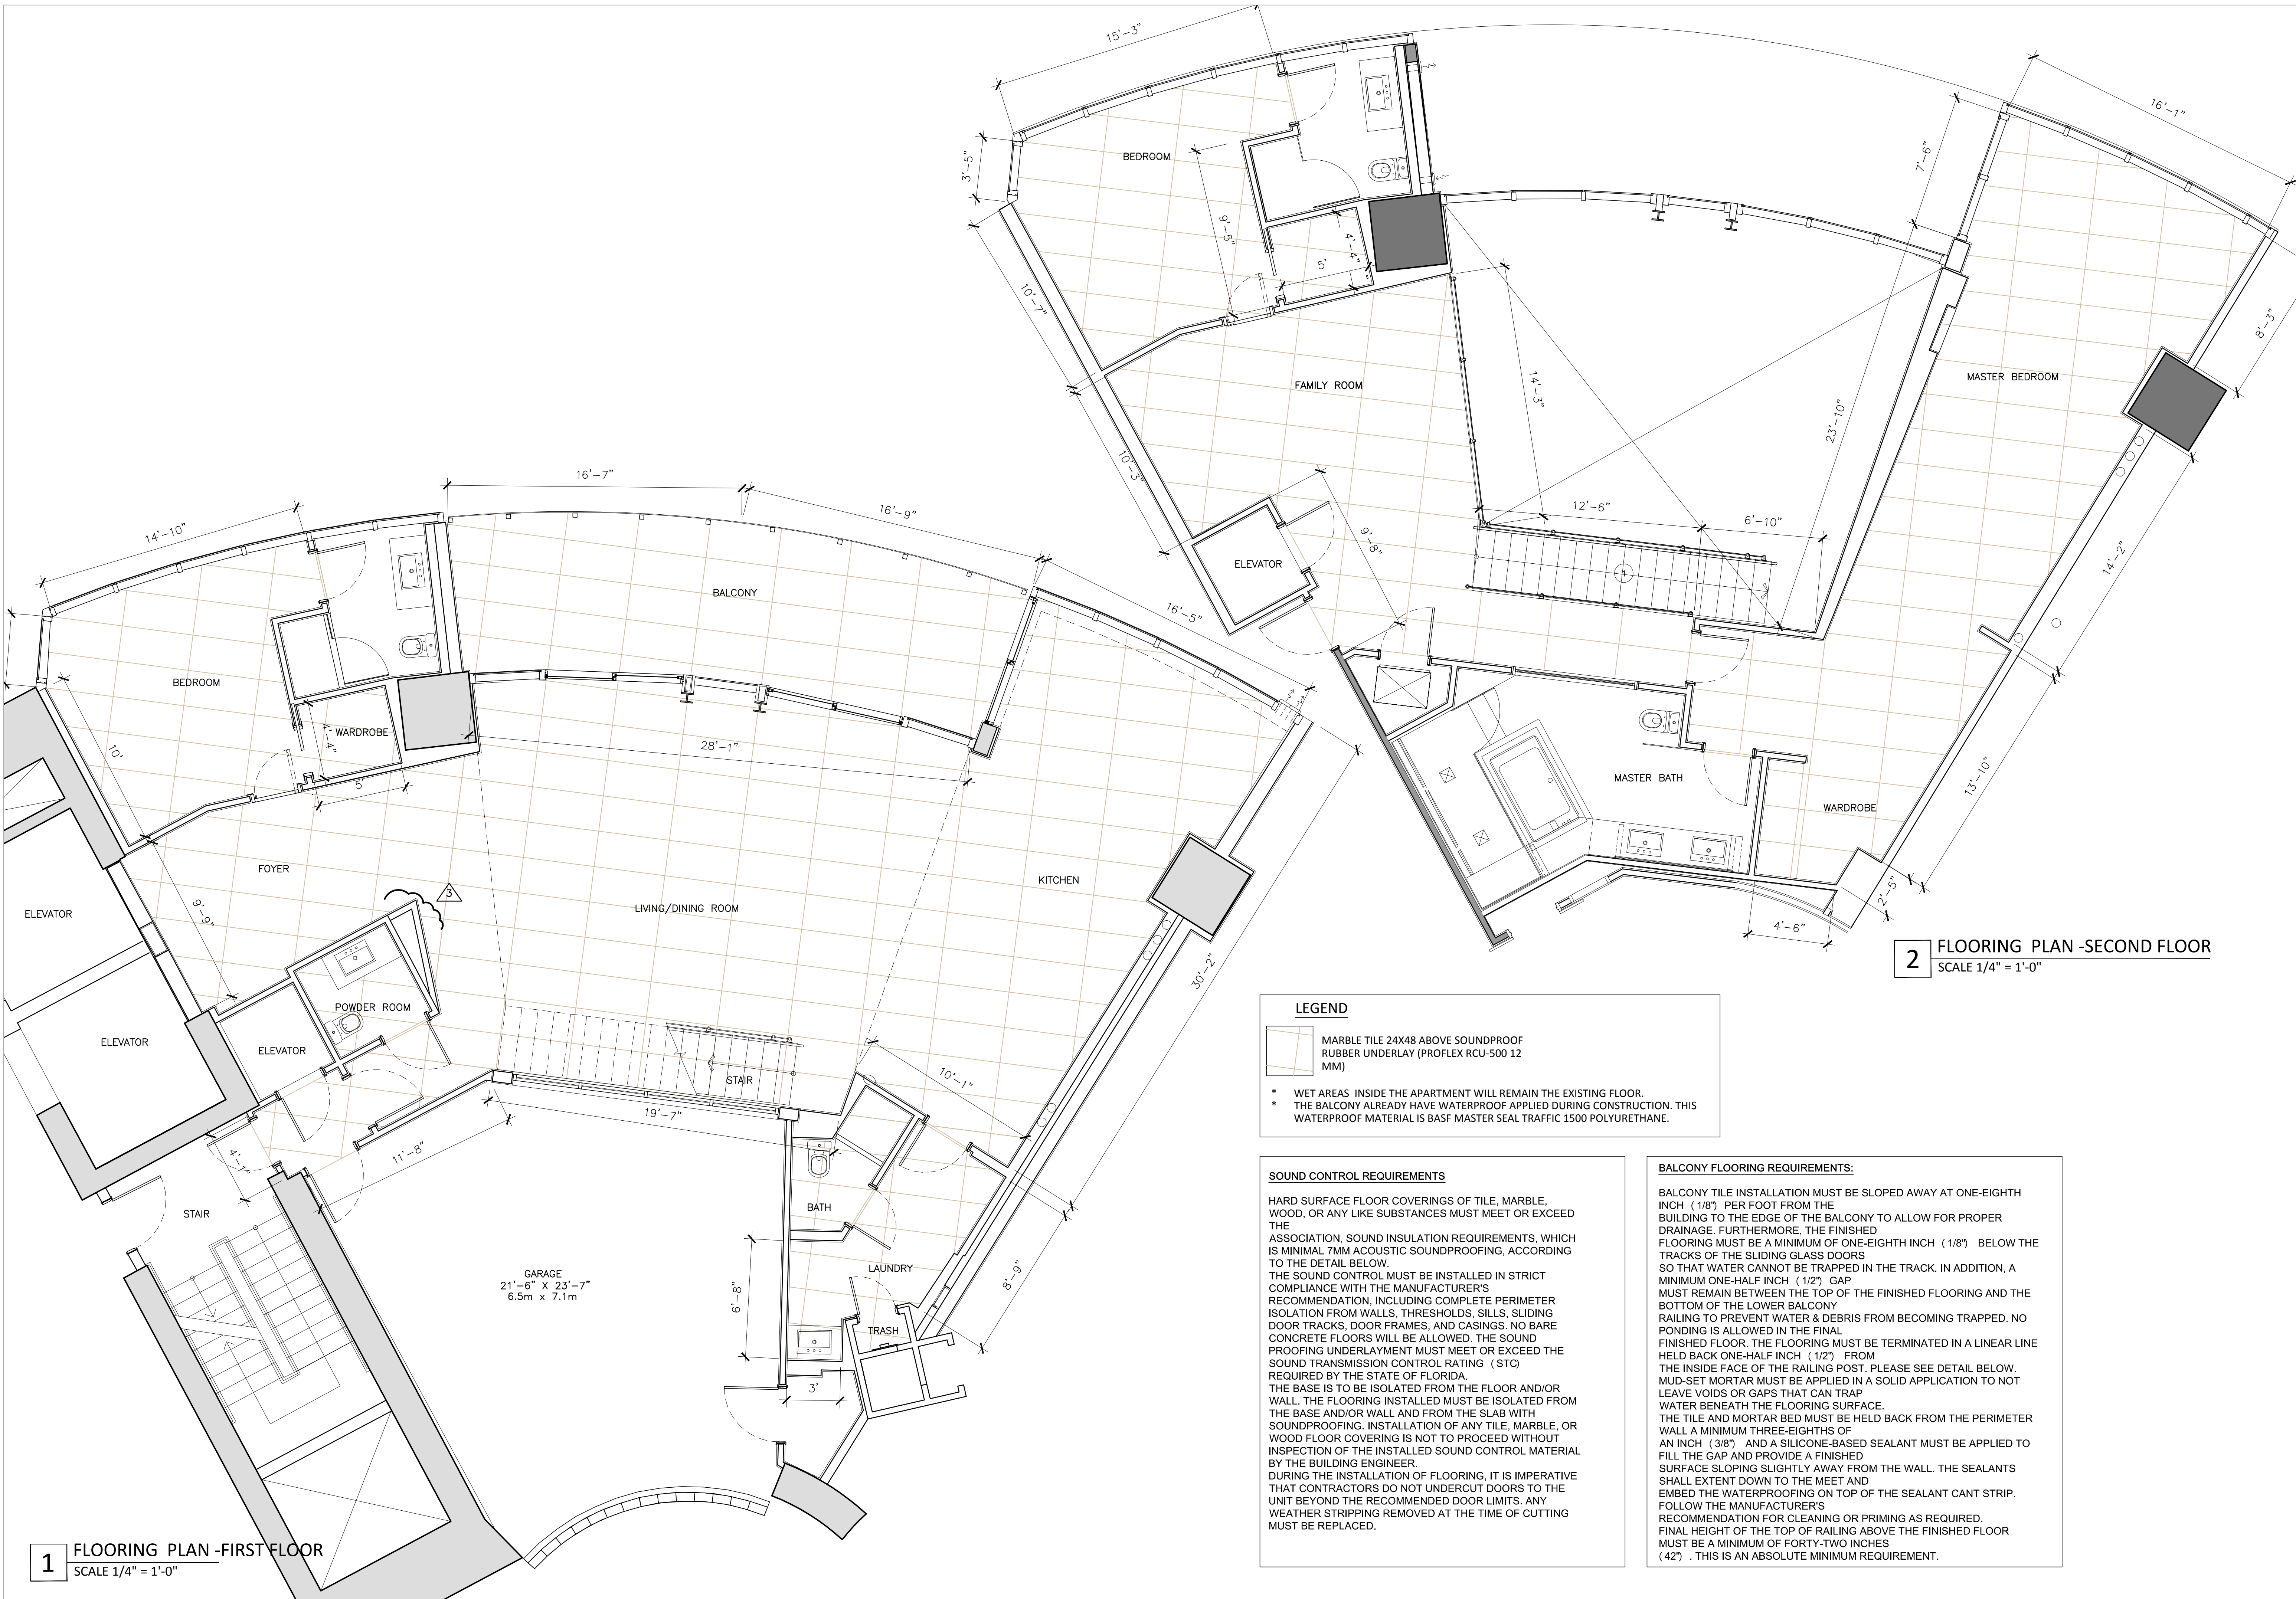 15'-3"
16'-1"
3'-5"
BEDROOM
7'-6"
9'-5"
4'-4"
5'
10'-7"
8'-3"
FAMILY ROOM
14'-3"
MASTER BEDROOM
23'-10"
10'-3"
12'-6"
6'-10"
9'-8"
ELEVATOR
14'-2"
1
MASTER BATH
WARDROBE
13'-10"
2'-5"
4'-6"
2
FLOORING PLAN -SECOND FLOOR
SCALE 1/4" = 1'-0"
16'-7"
14'-10"
16'-9"
BALCONY
16'-5"
BEDROOM
WARDROBE
4'-4"
5'
10'
28'-1"
FOYER
3
KITCHEN
LIVING/DINING ROOM
9'-9"
ELEVATOR
30'-2"
POWDER ROOM
ELEVATOR
ELEVATOR
STAIR
10'-1"
19'-7"
11'-8"
4'-1"
STAIR
BATH
LAUNDRY
GARAGE
21'-6" X 23'-7"
6.5m x 7.1m
6'-8"
8'-9"
TRASH
3'
1
FLOORING PLAN -FIRST FLOOR
SCALE 1/4" = 1'-0"
LEGEND
MARBLE TILE 24X48 ABOVE SOUNDPROOF
RUBBER UNDERLAY (PROFLEX RCU-500 12
MM)
* WET AREAS INSIDE THE APARTMENT WILL REMAIN THE EXISTING FLOOR.
* THE BALCONY ALREADY HAVE WATERPROOF APPLIED DURING CONSTRUCTION. THIS
WATERPROOF MATERIAL IS BASF MASTER SEAL TRAFFIC 1500 POLYURETHANE.
SOUND CONTROL REQUIREMENTS
HARD SURFACE FLOOR COVERINGS OF TILE, MARBLE,
WOOD, OR ANY LIKE SUBSTANCES MUST MEET OR EXCEED
THE
ASSOCIATION, SOUND INSULATION REQUIREMENTS, WHICH
IS MINIMAL 7MM ACOUSTIC SOUNDPROOFING, ACCORDING
TO THE DETAIL BELOW.
THE SOUND CONTROL MUST BE INSTALLED IN STRICT
COMPLIANCE WITH THE MANUFACTURER'S
RECOMMENDATION, INCLUDING COMPLETE PERIMETER
ISOLATION FROM WALLS, THRESHOLDS, SILLS, SLIDING
DOOR TRACKS, DOOR FRAMES, AND CASINGS. NO BARE
CONCRETE FLOORS WILL BE ALLOWED. THE SOUND
PROOFING UNDERLAYMENT MUST MEET OR EXCEED THE
SOUND TRANSMISSION CONTROL RATING (STC)
REQUIRED BY THE STATE OF FLORIDA.
THE BASE IS TO BE ISOLATED FROM THE FLOOR AND/OR
WALL. THE FLOORING INSTALLED MUST BE ISOLATED FROM
THE BASE AND/OR WALL AND FROM THE SLAB WITH
SOUNDPROOFING. INSTALLATION OF ANY TILE, MARBLE, OR
WOOD FLOOR COVERING IS NOT TO PROCEED WITHOUT
INSPECTION OF THE INSTALLED SOUND CONTROL MATERIAL
BY THE BUILDING ENGINEER.
DURING THE INSTALLATION OF FLOORING, IT IS IMPERATIVE
THAT CONTRACTORS DO NOT UNDERCUT DOORS TO THE
UNIT BEYOND THE RECOMMENDED DOOR LIMITS. ANY
WEATHER STRIPPING REMOVED AT THE TIME OF CUTTING
MUST BE REPLACED.
BALCONY FLOORING REQUIREMENTS:
BALCONY TILE INSTALLATION MUST BE SLOPED AWAY AT ONE-EIGHTH
INCH (1/8") PER FOOT FROM THE
BUILDING TO THE EDGE OF THE BALCONY TO ALLOW FOR PROPER
DRAINAGE. FURTHERMORE, THE FINISHED
FLOORING MUST BE A MINIMUM OF ONE-EIGHTH INCH (1/8") BELOW THE
TRACKS OF THE SLIDING GLASS DOORS
SO THAT WATER CANNOT BE TRAPPED IN THE TRACK. IN ADDITION, A
MINIMUM ONE-HALF INCH (1/2") GAP
MUST REMAIN BETWEEN THE TOP OF THE FINISHED FLOORING AND THE
BOTTOM OF THE LOWER BALCONY
RAILING TO PREVENT WATER & DEBRIS FROM BECOMING TRAPPED. NO
PONDING IS ALLOWED IN THE FINAL
FINISHED FLOOR. THE FLOORING MUST BE TERMINATED IN A LINEAR LINE
HELD BACK ONE-HALF INCH (1/2") FROM
THE INSIDE FACE OF THE RAILING POST. PLEASE SEE DETAIL BELOW.
MUD-SET MORTAR MUST BE APPLIED IN A SOLID APPLICATION TO NOT
LEAVE VOIDS OR GAPS THAT CAN TRAP
WATER BENEATH THE FLOORING SURFACE.
THE TILE AND MORTAR BED MUST BE HELD BACK FROM THE PERIMETER
WALL A MINIMUM THREE-EIGHTHS OF
AN INCH (3/8") AND A SILICONE-BASED SEALANT MUST BE APPLIED TO
FILL THE GAP AND PROVIDE A FINISHED
SURFACE SLOPING SLIGHTLY AWAY FROM THE WALL. THE SEALANTS
SHALL EXTENT DOWN TO THE MEET AND
EMBED THE WATERPROOFING ON TOP OF THE SEALANT CANT STRIP.
FOLLOW THE MANUFACTURER'S
RECOMMENDATION FOR CLEANING OR PRIMING AS REQUIRED.
FINAL HEIGHT OF THE TOP OF RAILING ABOVE THE FINISHED FLOOR
MUST BE A MINIMUM OF FORTY-TWO INCHES
(42") . THIS IS AN ABSOLUTE MINIMUM REQUIREMENT.